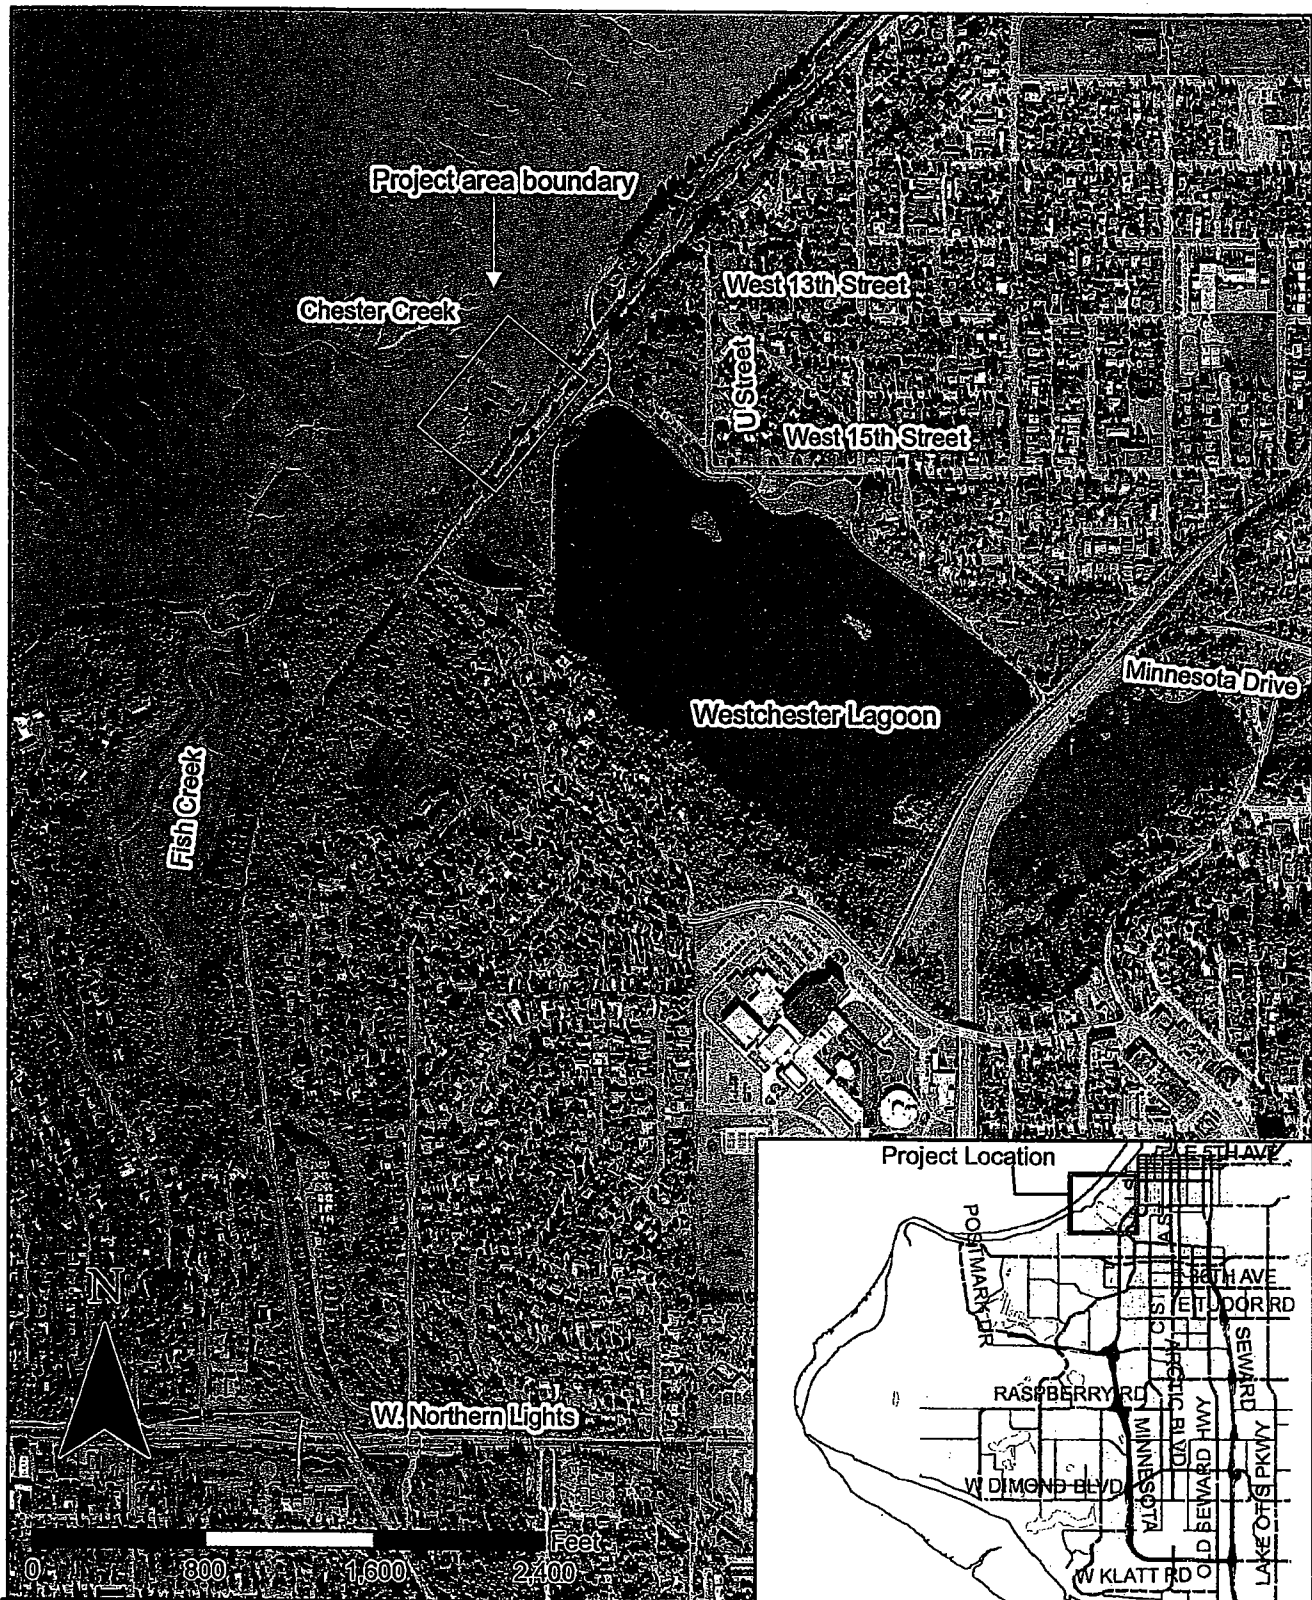 Project area boundary
Chester Creek
West 13th Street
U Street
West 15th Street
Minnesota Drive
Westchester Lagoon
Fish Creek
N
W. Northern Lights
Feet
0 800 1,600 2,400
Project Location
E 5TH AVE
POSTMARK DR
A ST
C ST
E 36TH AVE
E TUDOR RD
SEWARD
ARCTIC BLVD
RASPBERRY RD
MINNESOTA
OLD SEWARD HWY
LAKE OTIS PKWY
W DIMOND BLVD
W KLATT RD